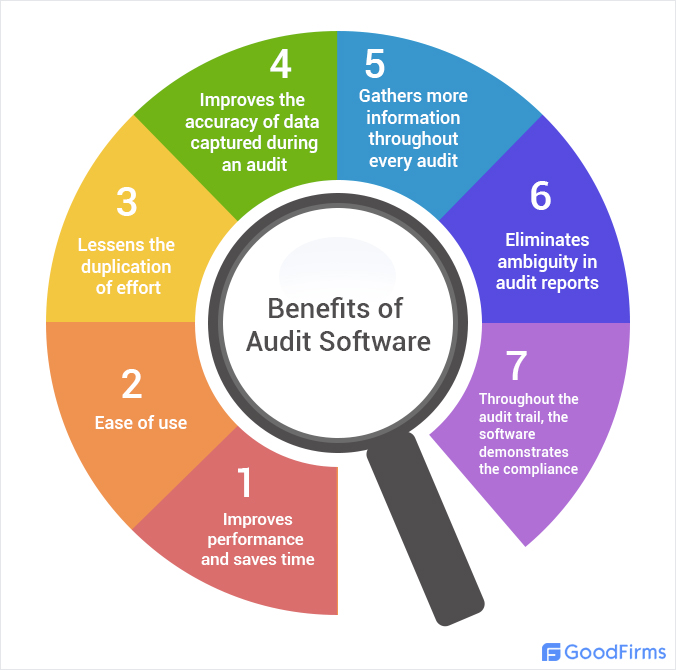 Benefits of
Audit Software
1
Improves
performance
and saves time
2
Ease of use
3
Lessens the
duplication
of effort
4
Improves the
accuracy of data
captured during
an audit
5
Gathers more
information
throughout
every audit
6
Eliminates
ambiguity in
audit reports
7
Throughout the
audit trail, the
software
demonstrates
the compliance
GoodFirms